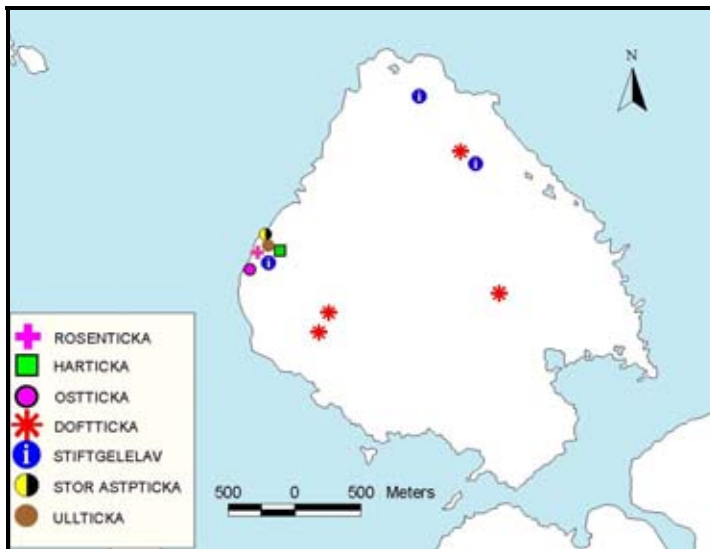 N
ROSENTICKA
HARTICKA
OSTTICKA
DOFTTICKA
STIFTGELELAV
STOR ASTPTICKA
ULLTICKA
500 0 500 Meters